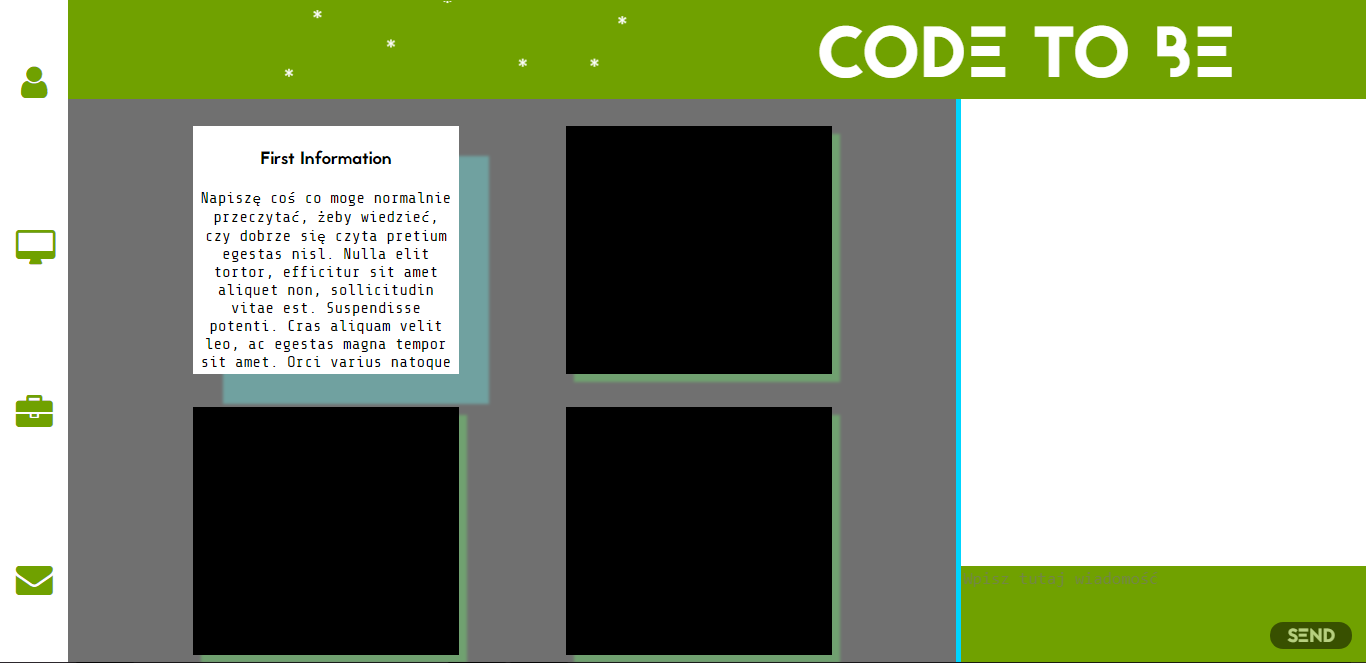 CODE TO BE
First Information
Napiszę coś co moge normalnie
przeczytać, żeby wiedzieć,
czy dobrze się czyta pretium
egestas nisl. Nulla elit
tortor, efficitur sit amet
aliquet non, sollicitudin
vitae est. Suspendisse
potenti. Cras aliquam velit
leo, ac egestas magna tempor
sit amet. Orci varius natoque
tutaj wiadomość
SEND